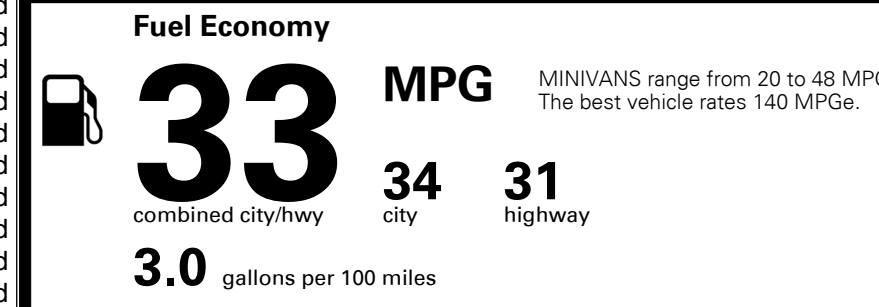 d
d
d
d
d
d
d
d
d
d
Fuel Economy
33
MPG
MINIVANS range from 20 to 48 MPG
The best vehicle rates 140 MPGe.
34 31
combined city/hwy city highway
3.0 gallons per 100 miles